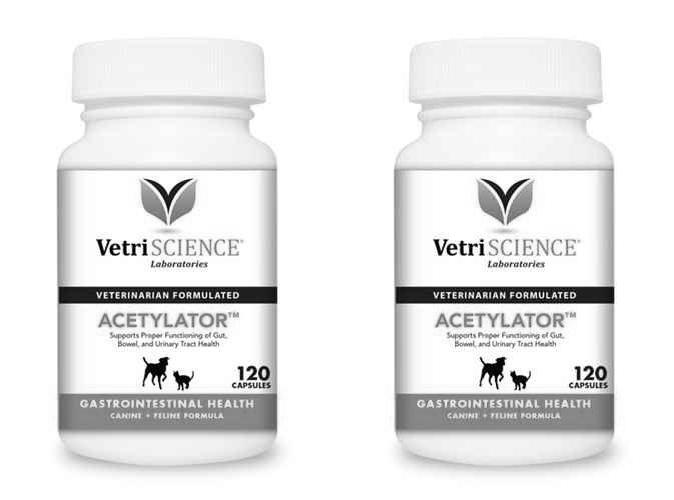 VetriSCIENCE®
Laboratories
VETERINARIAN FORMULATED
ACETYLATOR™
Supports Proper Functioning of Gut,
Bowel, and Urinary Tract Health
120
CAPSULES
GASTROINTESTINAL HEALTH
CANINE + FELINE FORMULA
VetriSCIENCE®
Laboratories
VETERINARIAN FORMULATED
ACETYLATOR™
Supports Proper Functioning of Gut,
Bowel, and Urinary Tract Health
120
CAPSULES
GASTROINTESTINAL HEALTH
CANINE + FELINE FORMULA